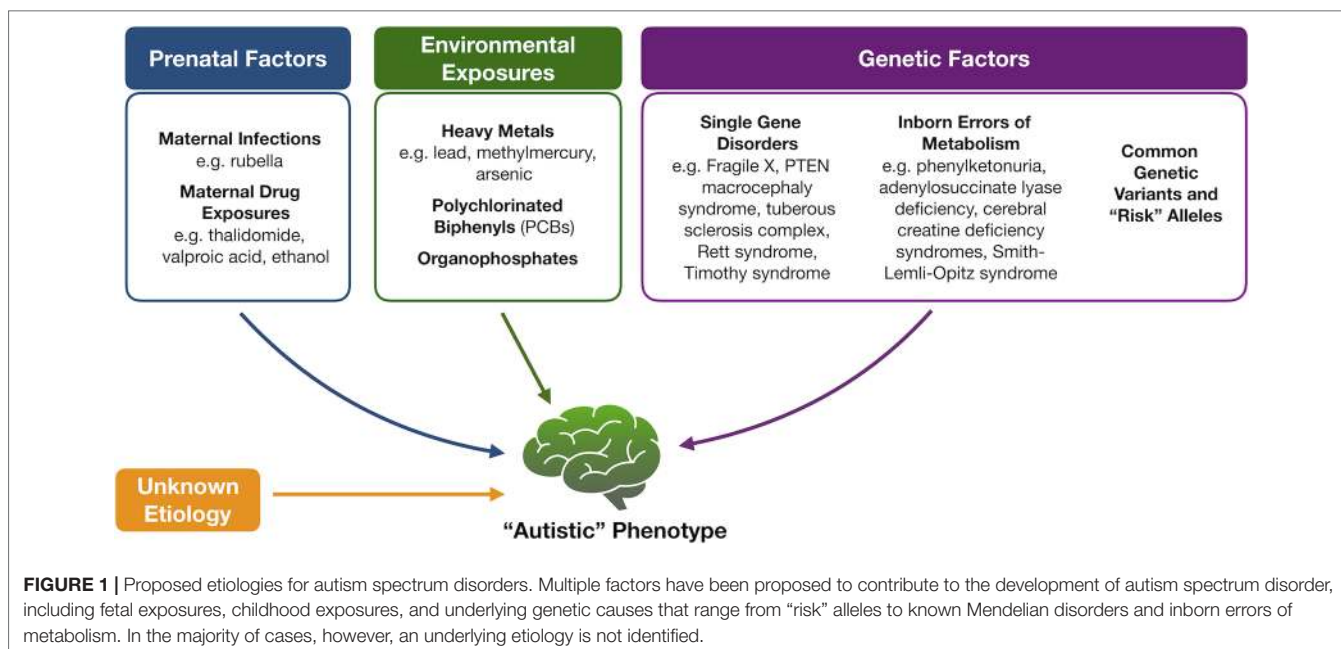 Prenatal Factors
Maternal Infections
e.g. rubella
Maternal Drug
Exposures
e.g. thalidomide,
valproic acid, ethanol
Environmental
Exposures
Heavy Metals
e.g. lead, methylmercury,
arsenic
Polychlorinated
Biphenyls (PCBs)
Organophosphates
Genetic Factors
Single Gene
Disorders
e.g. Fragile X, PTEN
macrocephaly
syndrome, tuberous
sclerosis complex,
Rett syndrome,
Timothy syndrome
Inborn Errors of
Metabolism
e.g. phenylketonuria,
adenylosuccinate lyase
deficiency, cerebral
creatine deficiency
syndromes, Smith-
Lemli-Opitz syndrome
Common
Genetic
Variants and
“Risk” Alleles
Unknown
Etiology
“Autistic” Phenotype
FIGURE 1 | Proposed etiologies for autism spectrum disorders. Multiple factors have been proposed to contribute to the development of autism spectrum disorder,
including fetal exposures, childhood exposures, and underlying genetic causes that range from “risk” alleles to known Mendelian disorders and inborn errors of
metabolism. In the majority of cases, however, an underlying etiology is not identified.